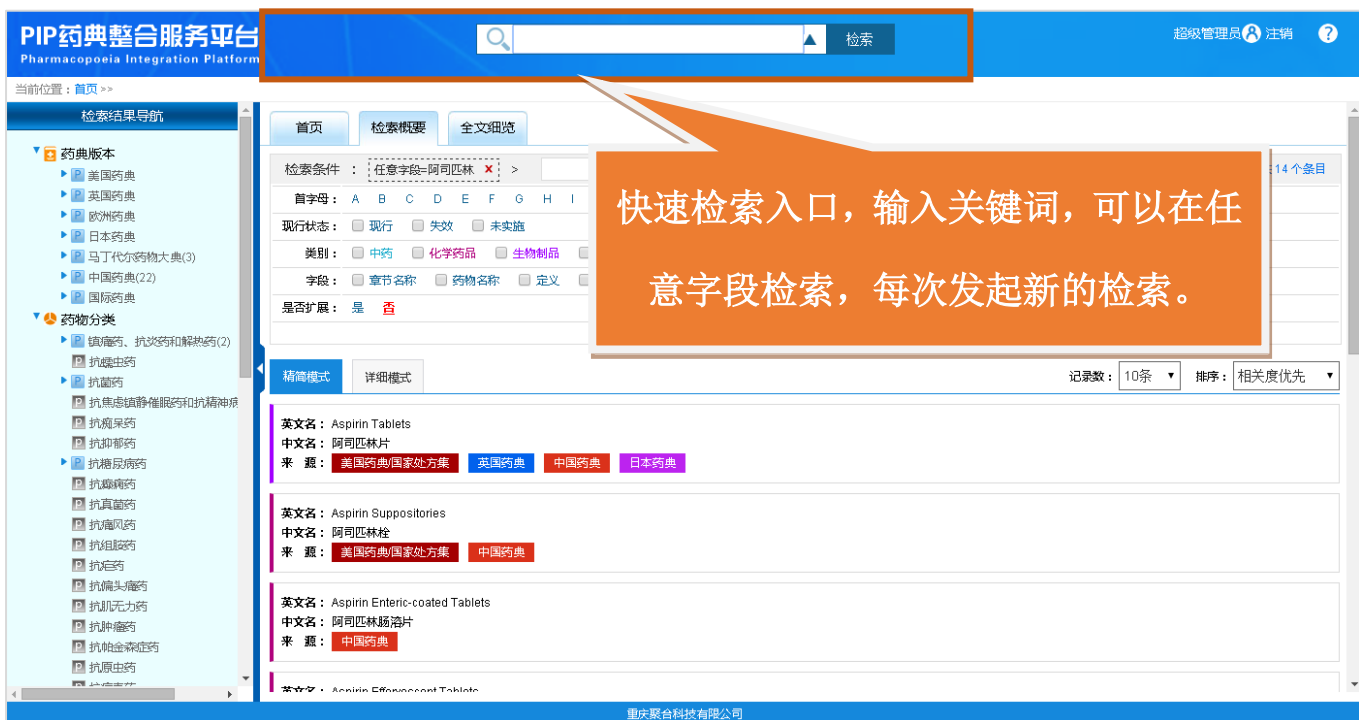 PIP药典整合服务平台
Pharmacopoeia Integration Platform
检索
超级管理员 注销 ?
当前位置：首页 >>
检索结果导航
药典版本
美国药典
英国药典
欧洲药典
日本药典
马丁代尔药物大典(3)
中国药典(22)
国际药典
药物分类
镇痛药、抗炎药和解热药(2)
抗蠕虫药
抗菌药
抗焦虑镇静催眠药和抗精神病
抗痴呆药
抗抑郁药
抗糖尿病药
抗癫痫药
抗真菌药
抗痛风药
抗组胺药
抗疟药
抗偏头痛药
抗肌无力药
抗肿瘤药
抗帕金森症药
抗原虫药
首页 检索概要 全文细览
检索条件 ： 任意字段=阿司匹林 × >
14 个条目
首字母： A B C D E F G H I
现行状态： 现行 失效 未实施
类别： 中药 化学药品 生物制品
字段： 章节名称 药物名称 定义
是否扩展： 是 否
快速检索入口，输入关键词，可以在任
意字段检索，每次发起新的检索。
精简模式 详细模式
记录数： 10条 排序： 相关度优先
英文名： Aspirin Tablets
中文名： 阿司匹林片
来 源： 美国药典/国家处方集 英国药典 中国药典 日本药典
英文名： Aspirin Suppositories
中文名： 阿司匹林栓
来 源： 美国药典/国家处方集 中国药典
英文名： Aspirin Enteric-coated Tablets
中文名： 阿司匹林肠溶片
来 源： 中国药典
英文名： Aspirin Effervescent Tablets
重庆聚合科技有限公司